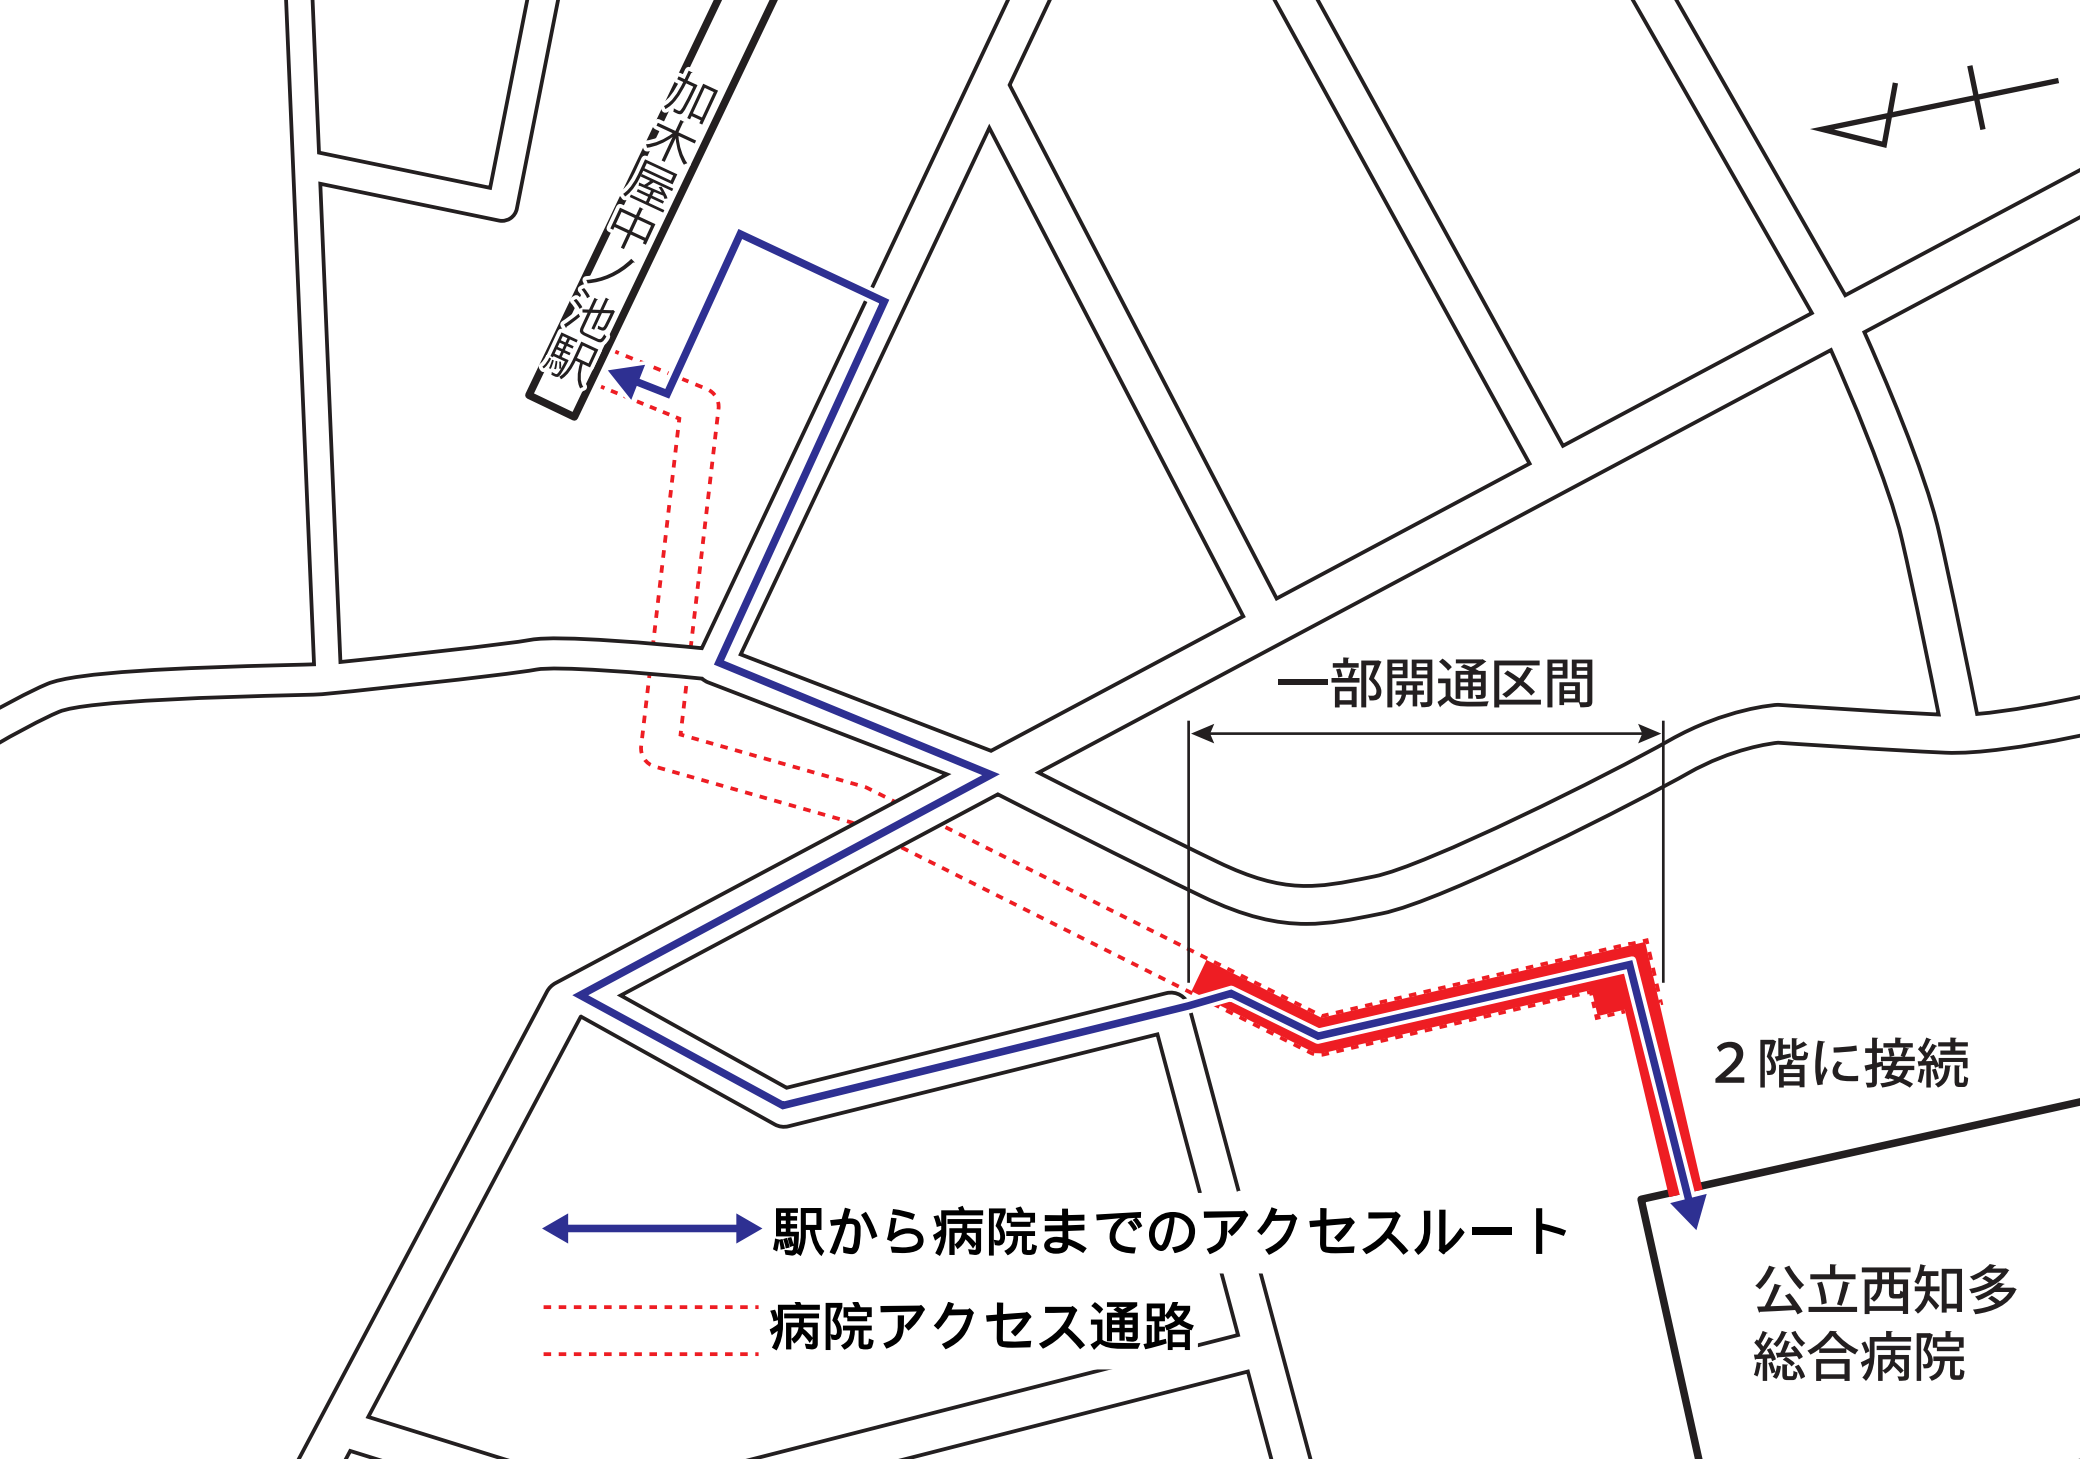 加木屋中ノ池駅
一部開通区間
２階に接続
駅から病院までのアクセスルート
病院アクセス通路
公立西知多
総合病院